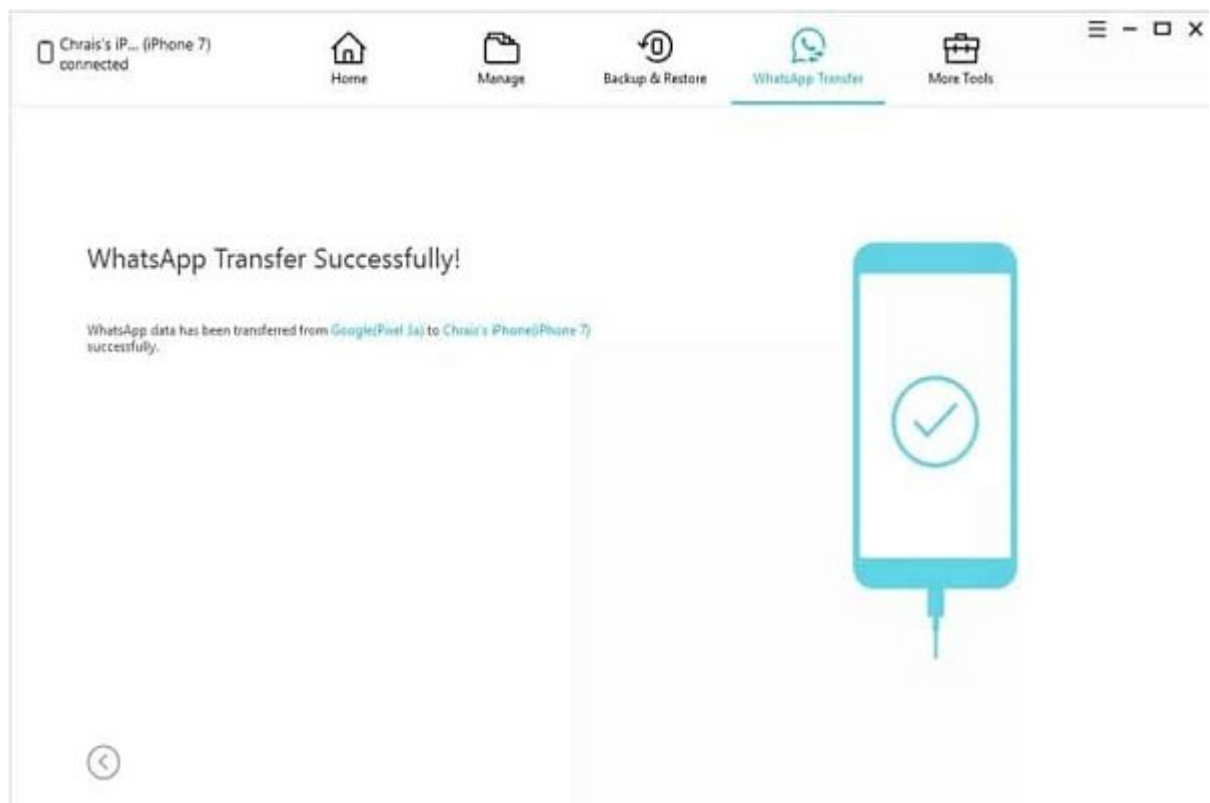 Chrais's iP... (iPhone 7)
connected
Home
Manage
Backup & Restore
WhatsApp Transfer
More Tools
WhatsApp Transfer Successfully!
WhatsApp data has been transferred from Google(Pixel 3a) to Chrais's iPhone(iPhone 7)
successfully.